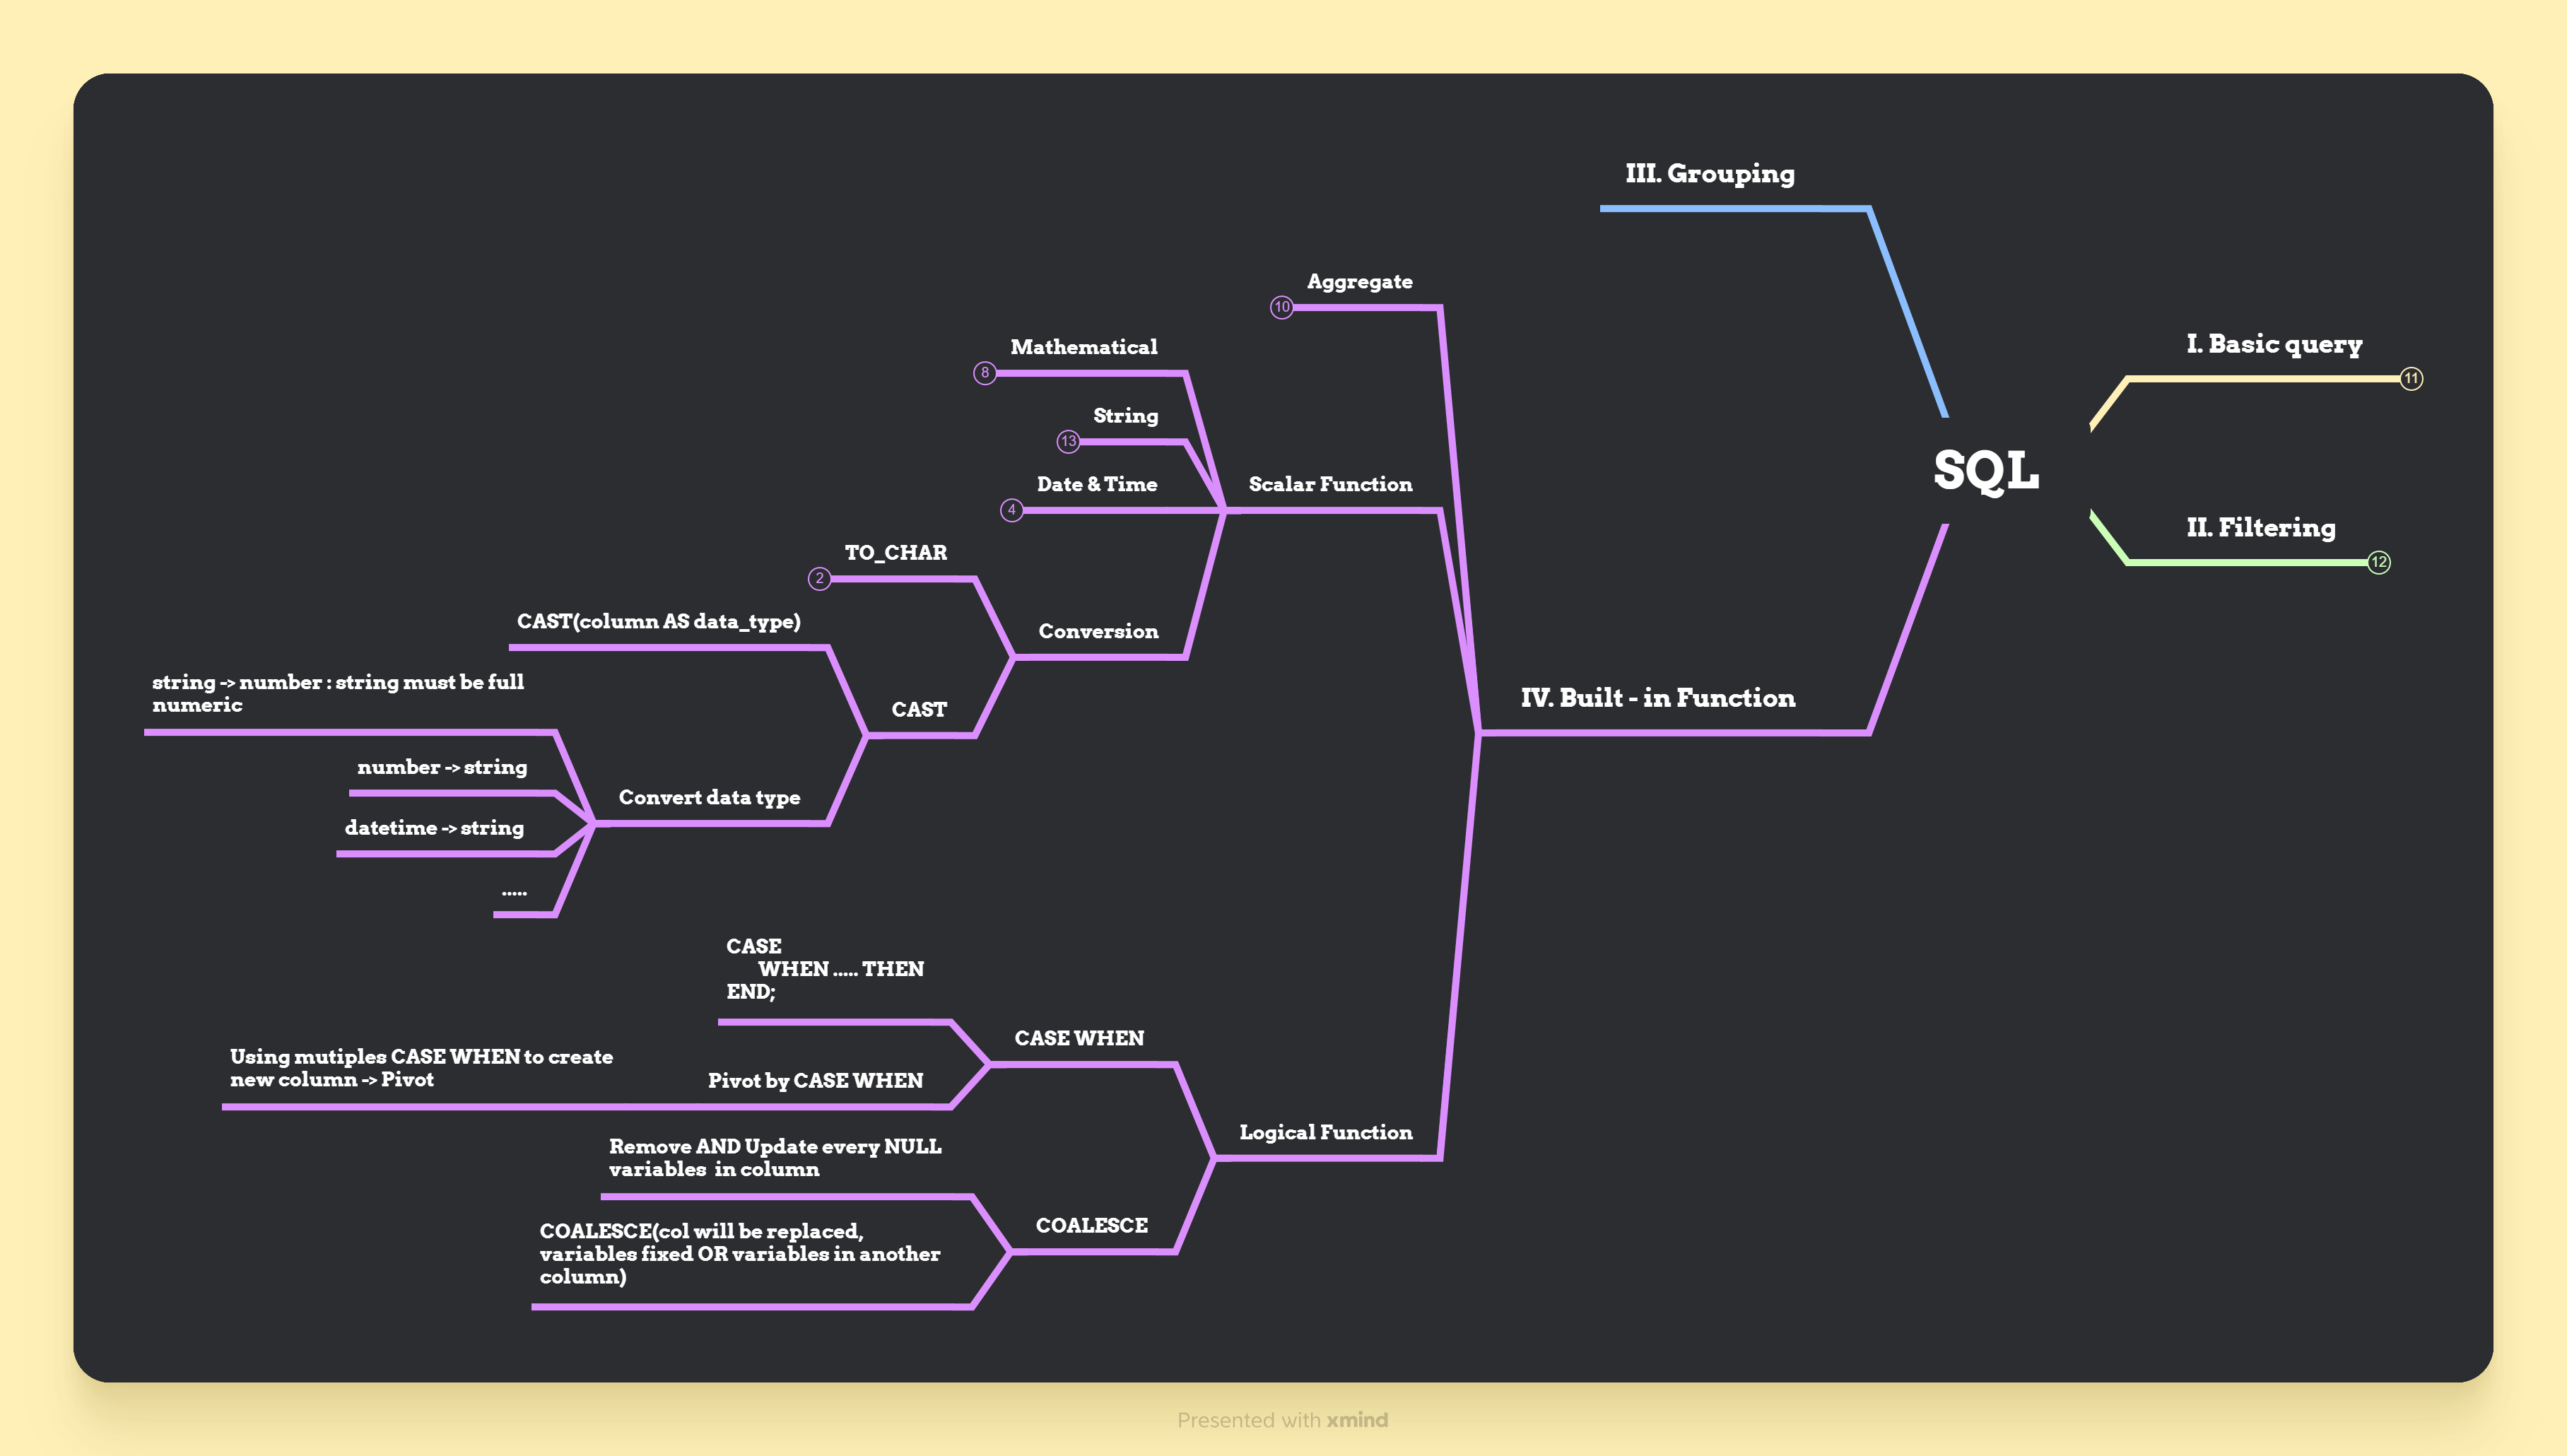 III. Grouping
Aggregate
10
Mathematical
8
I. Basic query
11
String
13
SQL
Date & Time
4
Scalar Function
II. Filtering
12
TO_CHAR
2
CAST(column AS data_type)
Conversion
string -> number : string must be full
numeric
CAST
IV. Built - in Function
number -> string
Convert data type
datetime -> string
.....
CASE
WHEN ..... THEN
END;
CASE WHEN
Using mutiples CASE WHEN to create
new column -> Pivot
Pivot by CASE WHEN
Logical Function
Remove AND Update every NULL
variables  in column
COALESCE
COALESCE(col will be replaced,
variables fixed OR variables in another
column)
Presented with xmind